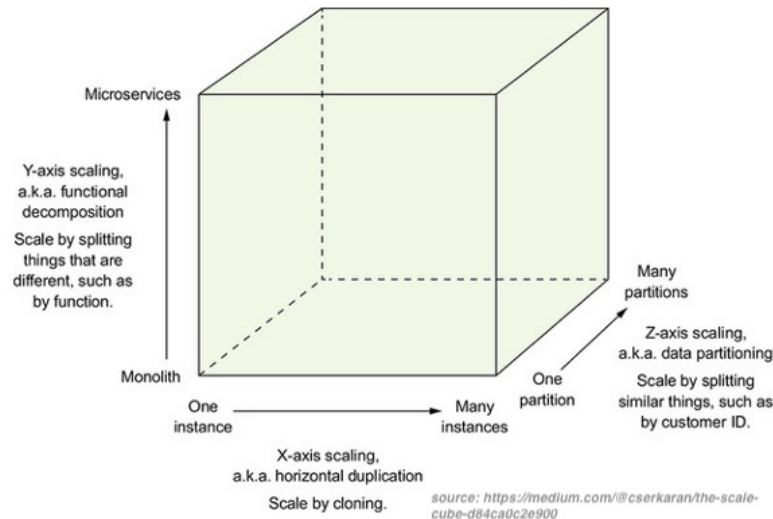 Microservices
Y-axis scaling,
a.k.a. functional
decomposition
Scale by splitting
things that are
different, such as
by function.
Monolith
One
instance
Many
instances
X-axis scaling,
a.k.a. horizontal duplication
Scale by cloning.
One
partition
Many
partitions
Z-axis scaling,
a.k.a. data partitioning
Scale by splitting
similar things, such as
by customer ID.
source: https://medium.com/@cserkaran/the-scale-
cube-d84ca0c2e900